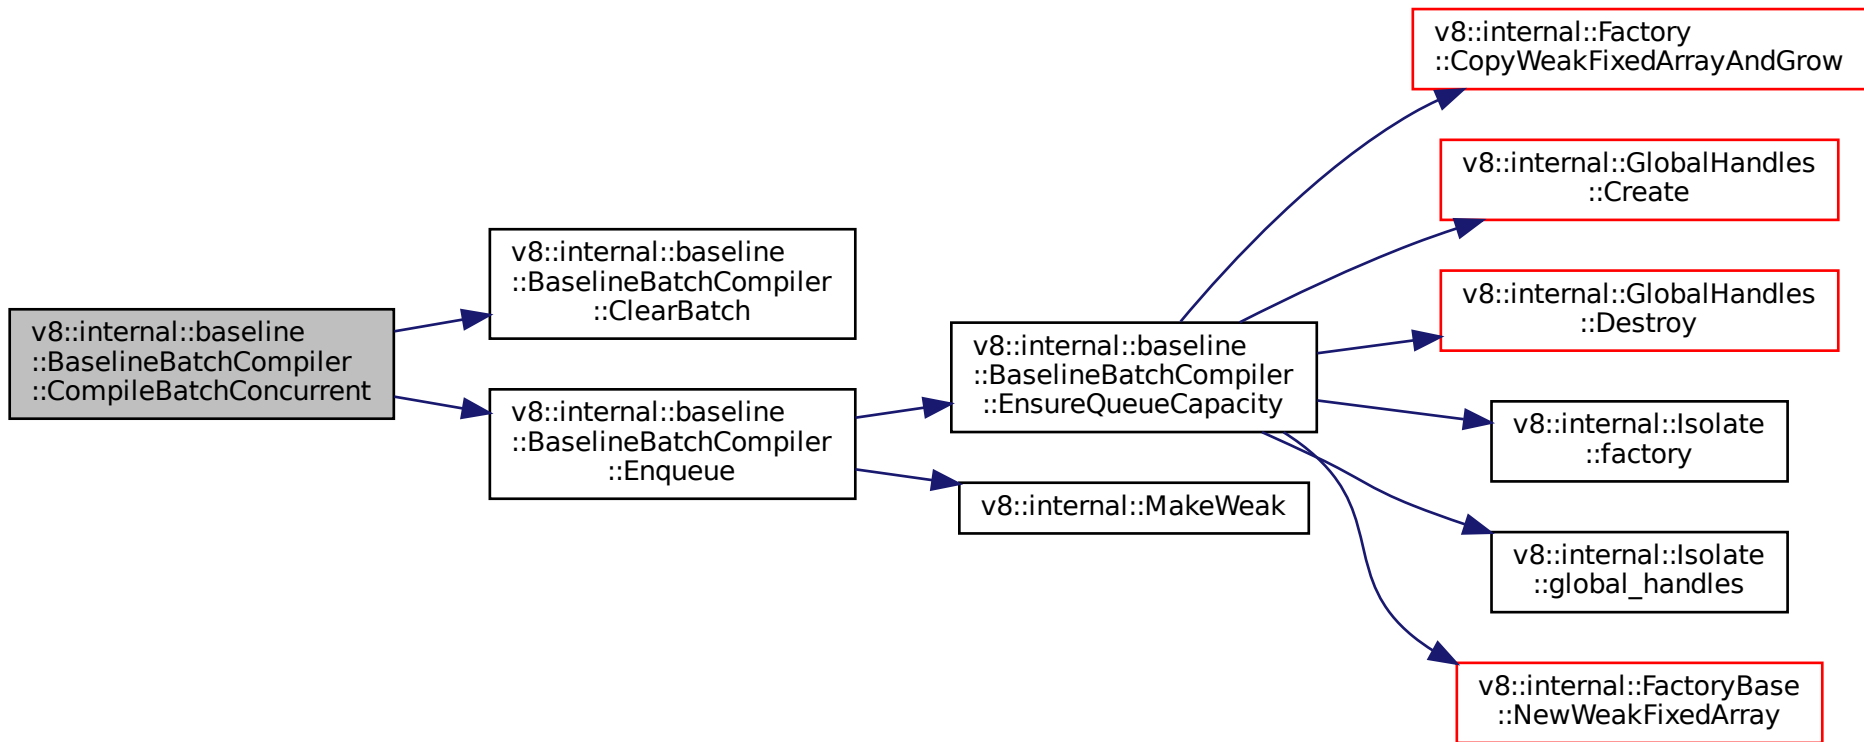 v8::internal::baseline
::BaselineBatchCompiler
::CompileBatchConcurrent
v8::internal::baseline
::BaselineBatchCompiler
::ClearBatch
v8::internal::baseline
::BaselineBatchCompiler
::Enqueue
v8::internal::baseline
::BaselineBatchCompiler
::EnsureQueueCapacity
v8::internal::MakeWeak
v8::internal::Factory
::CopyWeakFixedArrayAndGrow
v8::internal::GlobalHandles
::Create
v8::internal::GlobalHandles
::Destroy
v8::internal::Isolate
::factory
v8::internal::Isolate
::global_handles
v8::internal::FactoryBase
::NewWeakFixedArray